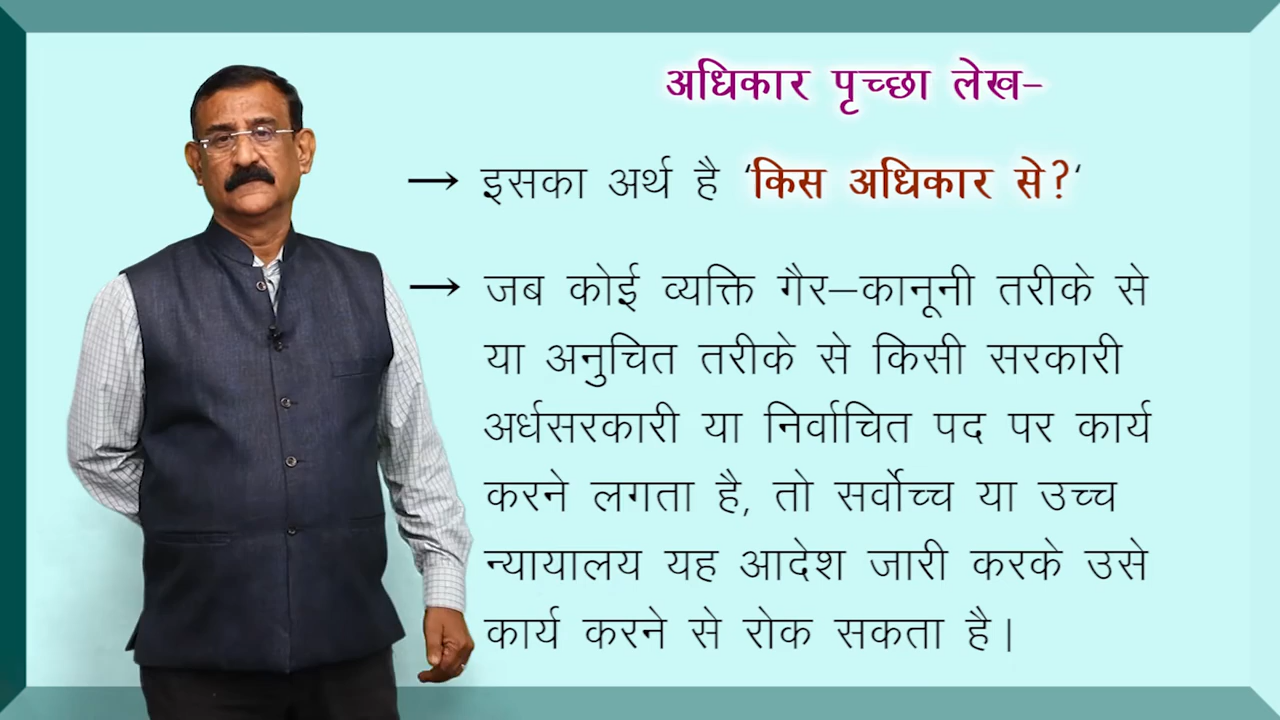 अधिकार पृच्छा लेख–
→ इसका अर्थ है ‘किस अधिकार से?‘
→ जब कोई व्यक्ति गैर–कानूनी तरीके से
या अनुचित तरीके से किसी सरकारी
अर्धसरकारी या निर्वाचित पद पर कार्य
करने लगता है, तो सर्वोच्च या उच्च
न्यायालय यह आदेश जारी करके उसे
कार्य करने से रोक सकता है।